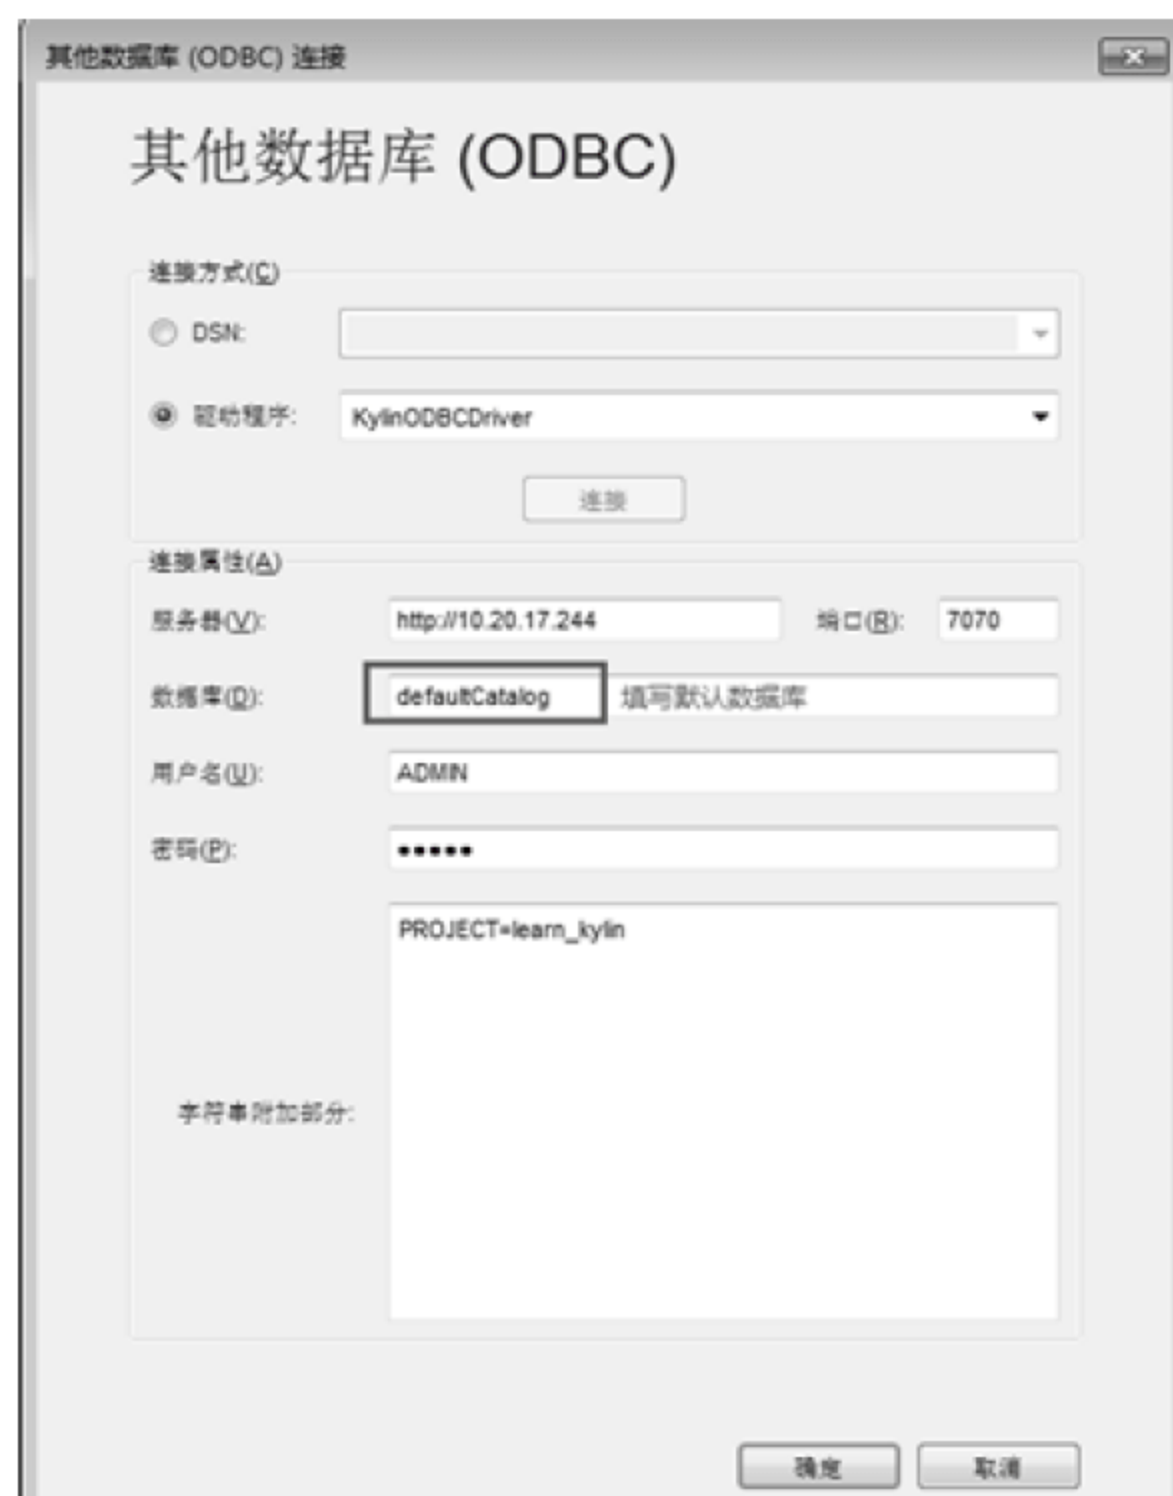 其他数据库 (ODBC) 连接
其他数据库 (ODBC)
连接方式(C)
DSN:
驱动程序: KylinODBCDriver
连接
连接属性(A)
服务器(V): http://10.20.17.244 端口(R): 7070
数据库(D): defaultCatalog 填写默认数据库
用户名(U): ADMIN
密码(P): •••••
PROJECT=learn_kylin
字符串附加部分:
确定 取消